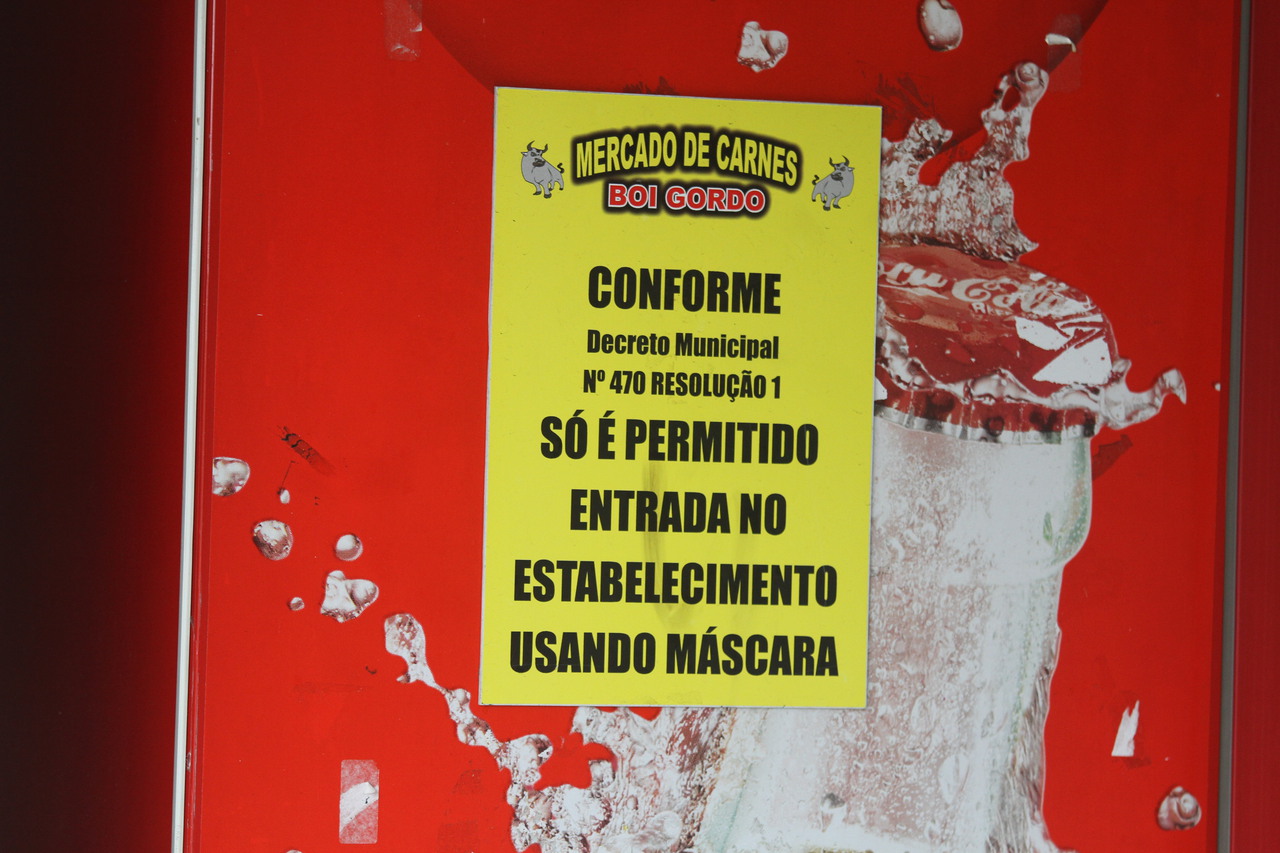 MERCADO DE CARNES
BOI GORDO
CONFORME
Decreto Municipal
Nº 470 RESOLUÇÃO 1
SÓ É PERMITIDO
ENTRADA NO
ESTABELECIMENTO
USANDO MÁSCARA
Coca-Cola